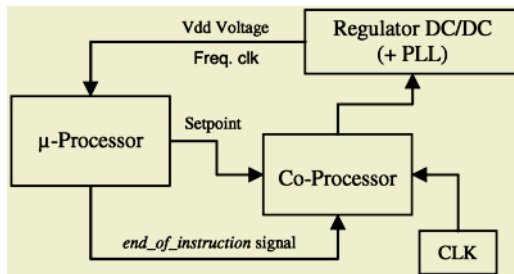 Vdd Voltage
Freq. clk
Regulator DC/DC
(+ PLL)
μ-Processor
Setpoint
Co-Processor
end_of_instruction signal
CLK